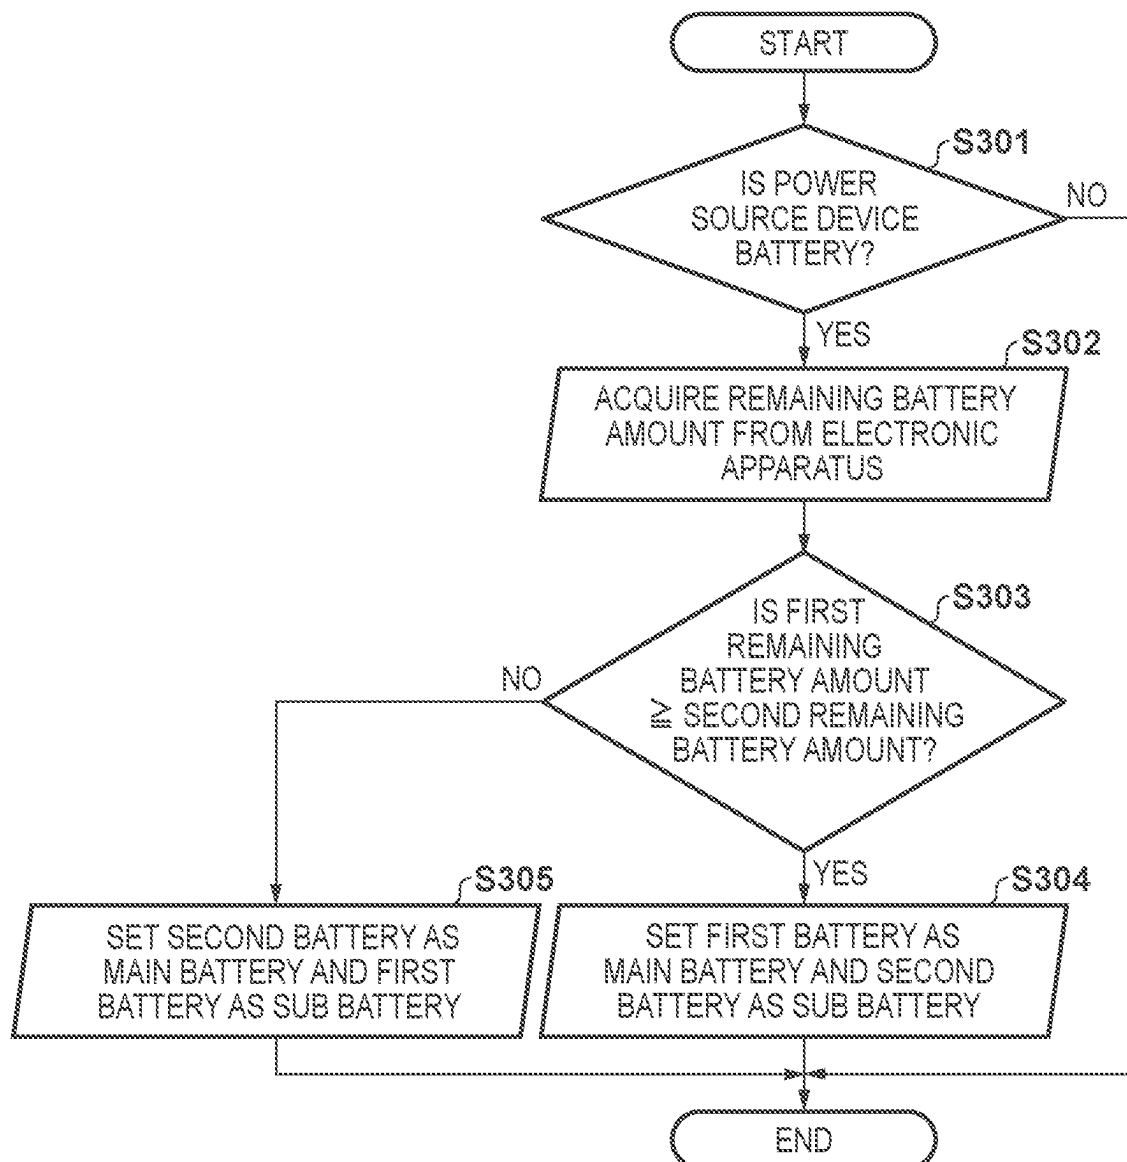 START
S301
IS POWER
SOURCE DEVICE
BATTERY?
NO
YES
S302
ACQUIRE REMAINING BATTERY
AMOUNT FROM ELECTRONIC
APPARATUS
S303
IS FIRST
REMAINING
BATTERY AMOUNT
≧ SECOND REMAINING
BATTERY AMOUNT?
NO
YES
S305
SET SECOND BATTERY AS
MAIN BATTERY AND FIRST
BATTERY AS SUB BATTERY
S304
SET FIRST BATTERY AS
MAIN BATTERY AND SECOND
BATTERY AS SUB BATTERY
END